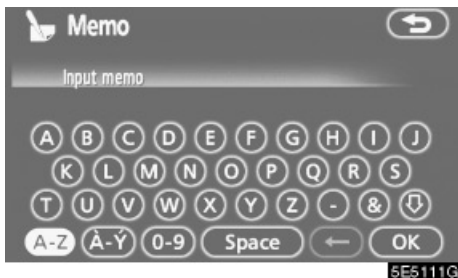 Memo
Input memo
A B C D E F G H I J
K L M N O P Q R S
T U V W X Y Z - &
A-Z À-Ý 0-9 Space ← OK
5E5111G